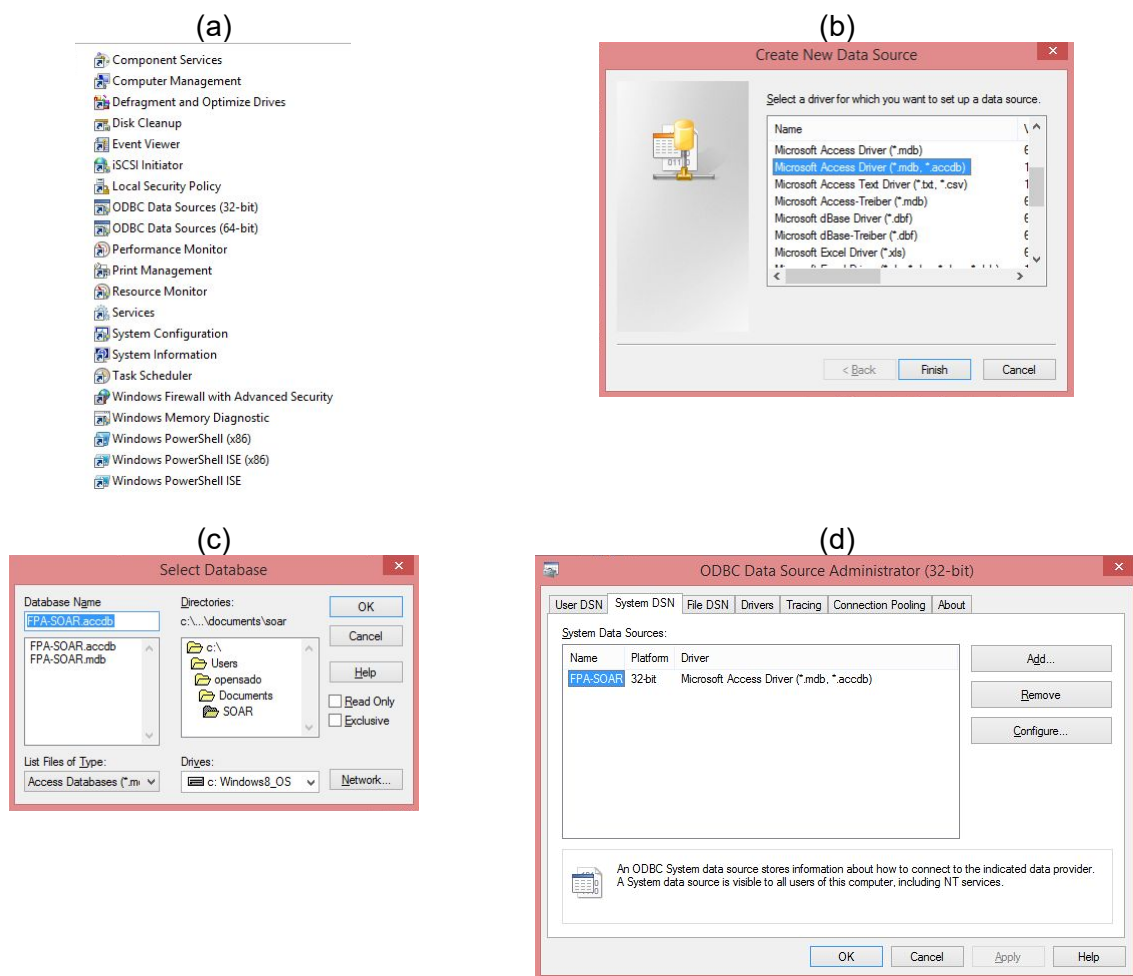 (a)
Component Services
Computer Management
Defragment and Optimize Drives
Disk Cleanup
Event Viewer
iSCSI Initiator
Local Security Policy
ODBC Data Sources (32-bit)
ODBC Data Sources (64-bit)
Performance Monitor
Print Management
Resource Monitor
Services
System Configuration
System Information
Task Scheduler
Windows Firewall with Advanced Security
Windows Memory Diagnostic
Windows PowerShell (x86)
Windows PowerShell ISE (x86)
Windows PowerShell ISE
(b)
Create New Data Source
Select a driver for which you want to set up a data source.
Name
Microsoft Access Driver (*.mdb) 6
Microsoft Access Driver (*.mdb, *.accdb) 1
Microsoft Access Text Driver (*.txt, *.csv) 1
Microsoft Access-Treiber (*.mdb) 6
Microsoft dBase Driver (*.dbf) 6
Microsoft dBase-Treiber (*.dbf) 6
Microsoft Excel Driver (*.xls) 6
< Back Finish Cancel
(c)
Select Database
Database Name
FPA-SOAR.accdb
FPA-SOAR.accdb
FPA-SOAR.mdb
List Files of Type:
Access Databases (*.m
Directories:
c:\...\documents\soar
c:\
Users
opensado
Documents
SOAR
Drives:
c: Windows8_OS
OK
Cancel
Help
Read Only
Exclusive
Network...
(d)
ODBC Data Source Administrator (32-bit)
User DSN System DSN File DSN Drivers Tracing Connection Pooling About
System Data Sources:
Name Platform Driver
FPA-SOAR 32-bit Microsoft Access Driver (*.mdb, *.accdb)
Add...
Remove
Configure...
An ODBC System data source stores information about how to connect to the indicated data provider.
A System data source is visible to all users of this computer, including NT services.
OK Cancel Apply Help